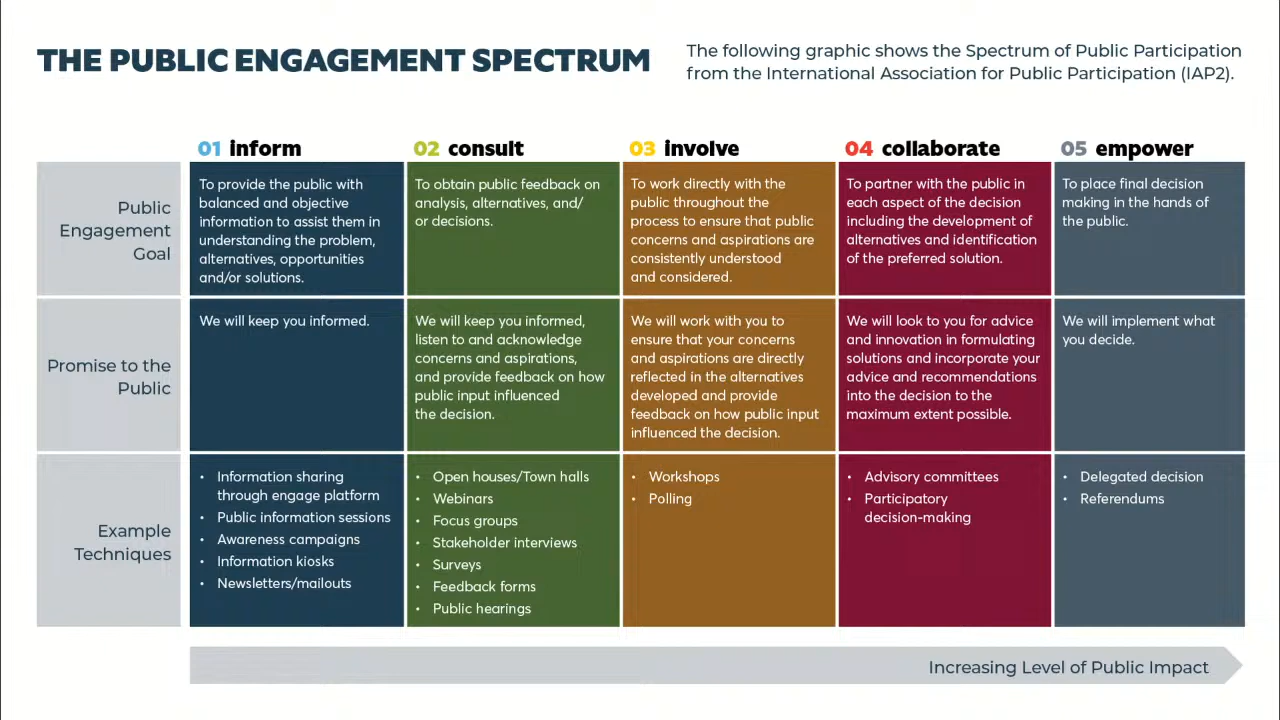 THE PUBLIC ENGAGEMENT SPECTRUM
The following graphic shows the Spectrum of Public Participation
from the International Association for Public Participation (IAP2).
01 inform
02 consult
03 involve
04 collaborate
05 empower
Public
Engagement
Goal
To provide the public with
balanced and objective
information to assist them in
understanding the problem,
alternatives, opportunities
and/or solutions.
To obtain public feedback on
analysis, alternatives, and/
or decisions.
To work directly with the
public throughout the
process to ensure that public
concerns and aspirations are
consistently understood
and considered.
To partner with the public in
each aspect of the decision
including the development of
alternatives and identification
of the preferred solution.
To place final decision
making in the hands of
the public.
Promise to the
Public
We will keep you informed.
We will keep you informed,
listen to and acknowledge
concerns and aspirations,
and provide feedback on how
public input influenced
the decision.
We will work with you to
ensure that your concerns
and aspirations are directly
reflected in the alternatives
developed and provide
feedback on how public input
influenced the decision.
We will look to you for advice
and innovation in formulating
solutions and incorporate your
advice and recommendations
into the decision to the
maximum extent possible.
We will implement what
you decide.
Example
Techniques
• Information sharing
through engage platform
• Public information sessions
• Awareness campaigns
• Information kiosks
• Newsletters/mailouts
• Open houses/Town halls
• Webinars
• Focus groups
• Stakeholder interviews
• Surveys
• Feedback forms
• Public hearings
• Workshops
• Polling
• Advisory committees
• Participatory
decision-making
• Delegated decision
• Referendums
Increasing Level of Public Impact